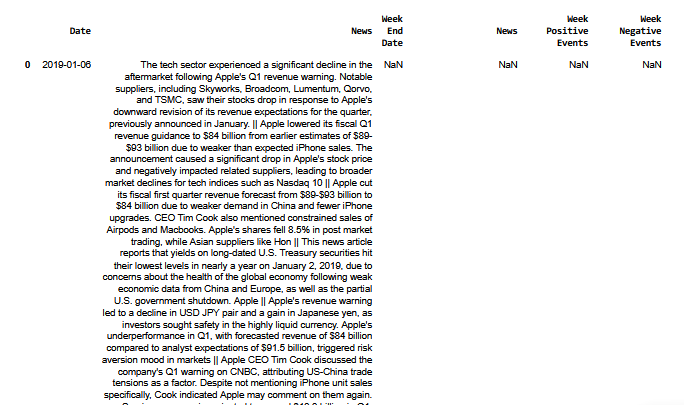 Date News Week End Date News Week Positive Events Week Negative Events
0 2019-01-06 The tech sector experienced a significant decline in the NaN NaN NaN NaN
aftermarket following Apple's Q1 revenue warning. Notable
suppliers, including Skyworks, Broadcom, Lumentum, Qorvo,
and TSMC, saw their stocks drop in response to Apple's
downward revision of its revenue expectations for the quarter,
previously announced in January. || Apple lowered its fiscal Q1
revenue guidance to $84 billion from earlier estimates of $89-
$93 billion due to weaker than expected iPhone sales. The
announcement caused a significant drop in Apple's stock price
and negatively impacted related suppliers, leading to broader
market declines for tech indices such as Nasdaq 10 || Apple cut
its fiscal first quarter revenue forecast from $89-$93 billion to
$84 billion due to weaker demand in China and fewer iPhone
upgrades. CEO Tim Cook also mentioned constrained sales of
Airpods and Macbooks. Apple's shares fell 8.5% in post market
trading, while Asian suppliers like Hon || This news article
reports that yields on long-dated U.S. Treasury securities hit
their lowest levels in nearly a year on January 2, 2019, due to
concerns about the health of the global economy following weak
economic data from China and Europe, as well as the partial
U.S. government shutdown. Apple || Apple's revenue warning
led to a decline in USD JPY pair and a gain in Japanese yen, as
investors sought safety in the highly liquid currency. Apple's
underperformance in Q1, with forecasted revenue of $84 billion
compared to analyst expectations of $91.5 billion, triggered risk
aversion mood in markets || Apple CEO Tim Cook discussed the
company's Q1 warning on CNBC, attributing US-China trade
tensions as a factor. Despite not mentioning iPhone unit sales
specifically, Cook indicated Apple may comment on them again.